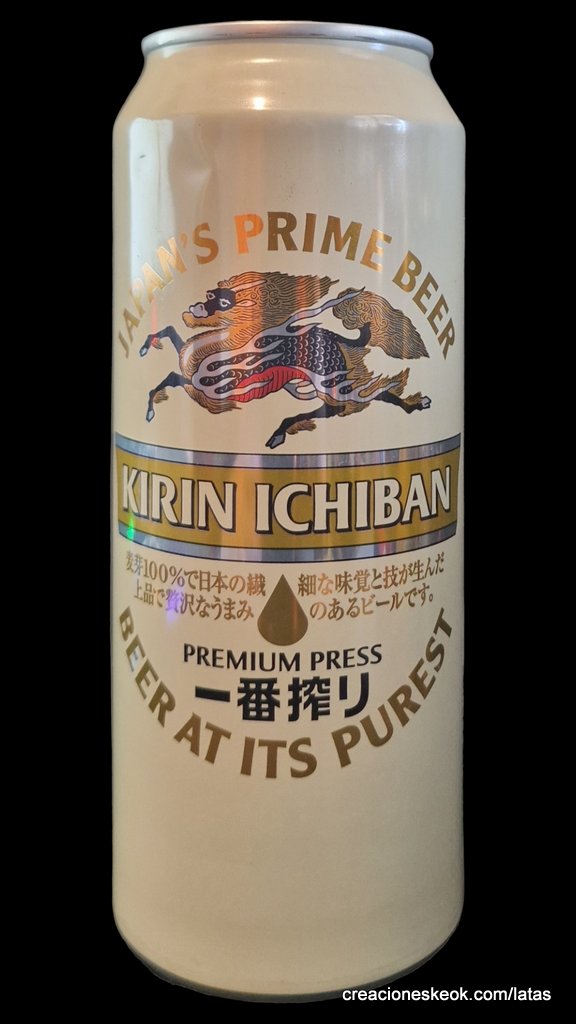 JAPAN'S PRIME BEER
KIRIN ICHIBAN
麦芽100%で日本の繊細な味覚と技が生んだ
上品で贅沢なうまみのあるビールです。
PREMIUM PRESS
一番搾り
BEER AT ITS PUREST
creacioneskeok.com/latas